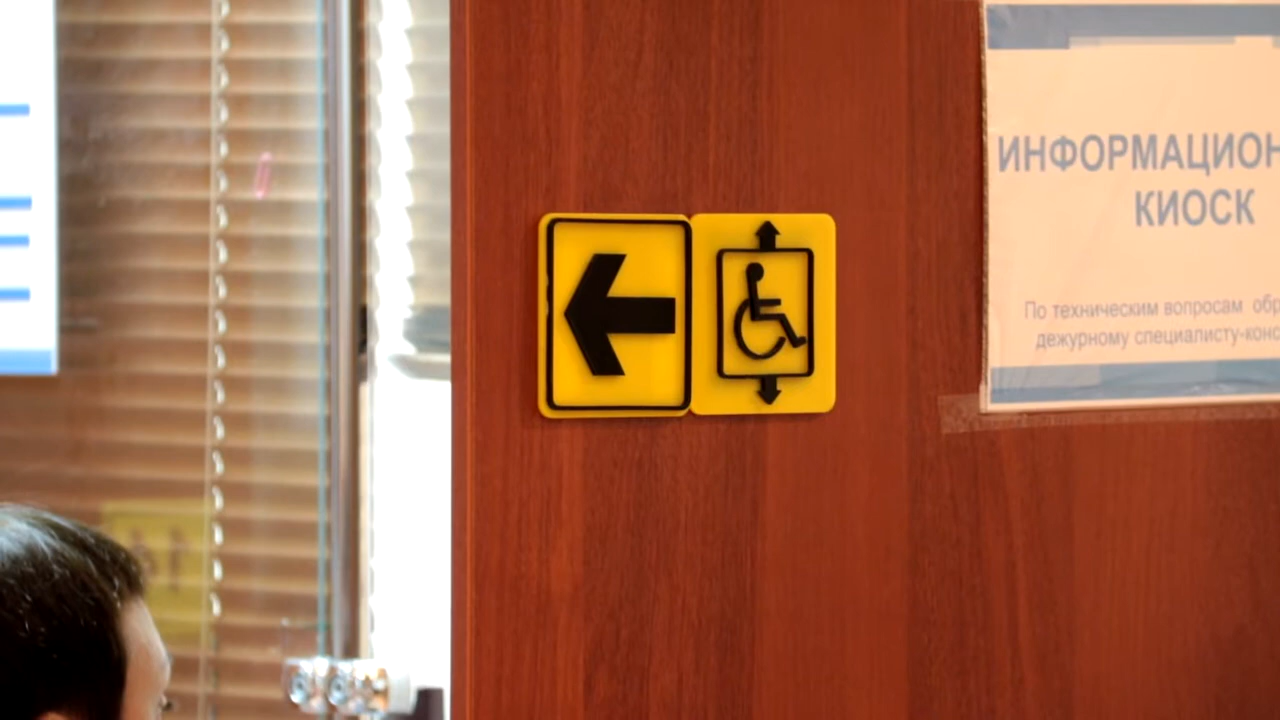 ИНФОРМАЦИОН
КИОСК
По техническим вопросам обр
дежурному специалисту-конс